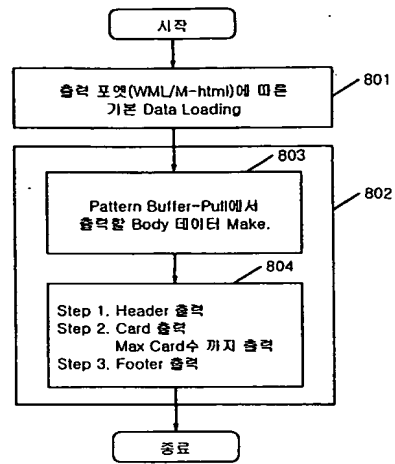 시작
출력 포멧(WML/M-html)에 따른
기본 Data Loading
801
803
Pattern Buffer-Pull에서
출력할 Body 데이터 Make.
802
804
Step 1. Header 출력
Step 2. Card 출력
Max Card수 까지 출력
Step 3. Footer 출력
종료